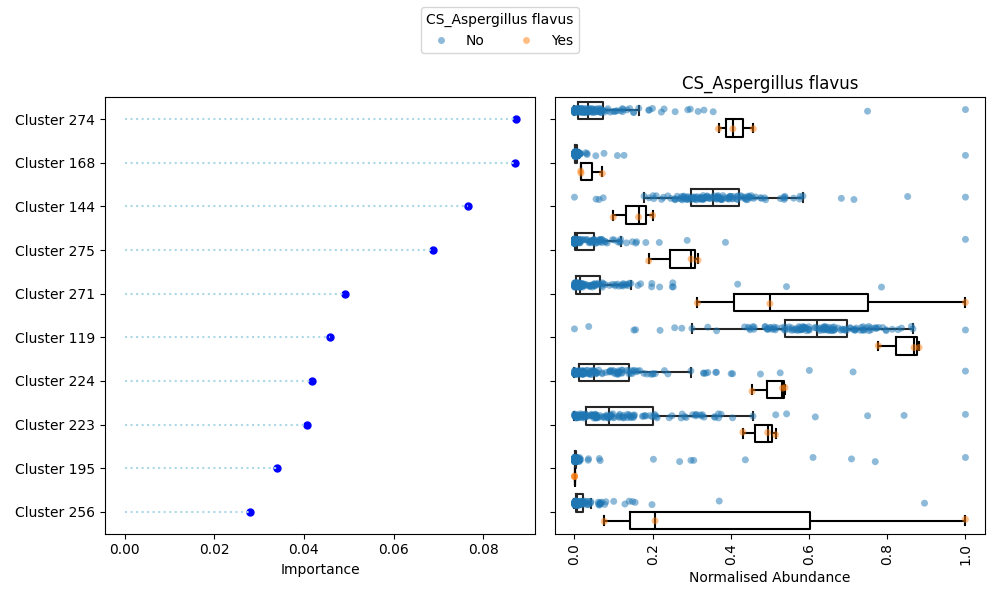 CS_Aspergillus flavus
No Yes
CS_Aspergillus flavus
Cluster 274
Cluster 168
Cluster 144
Cluster 275
Cluster 271
Cluster 119
Cluster 224
Cluster 223
Cluster 195
Cluster 256
0.00 0.02 0.04 0.06 0.08
Importance
0.0 0.2 0.4 0.6 0.8 1.0
Normalised Abundance